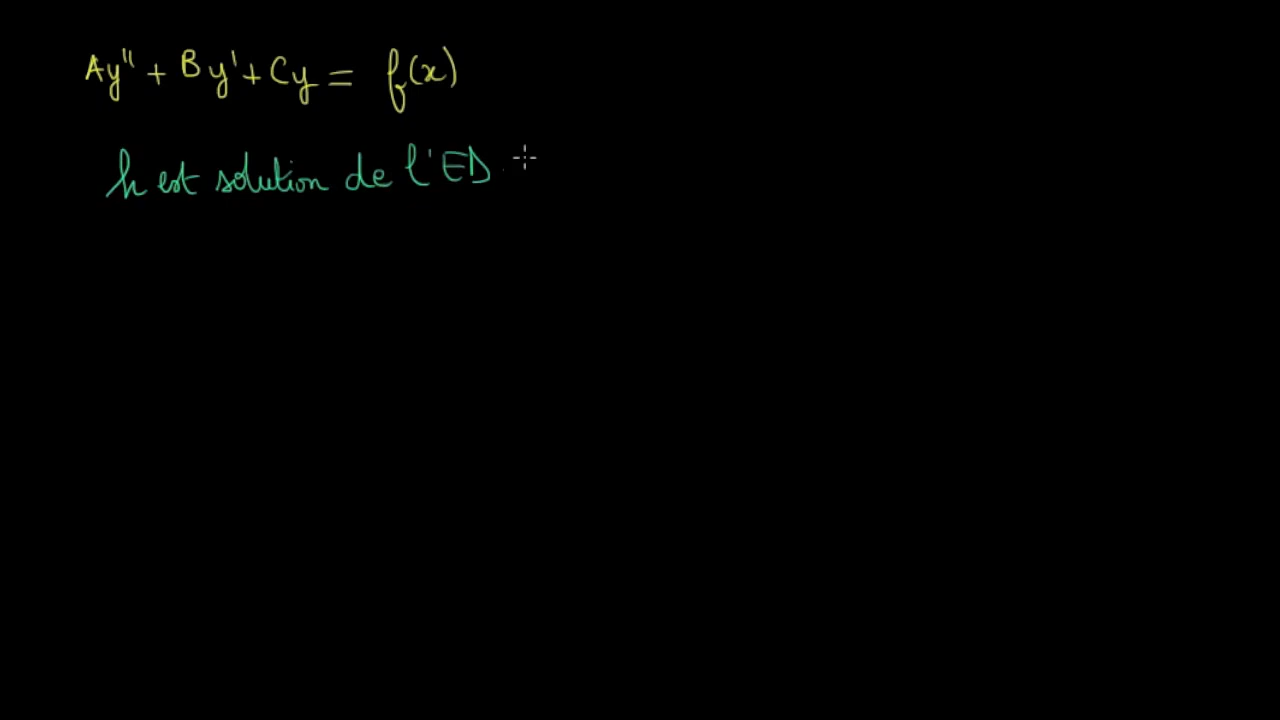 Ay" + By' + Cy = f(x)
h est solution de l'ED